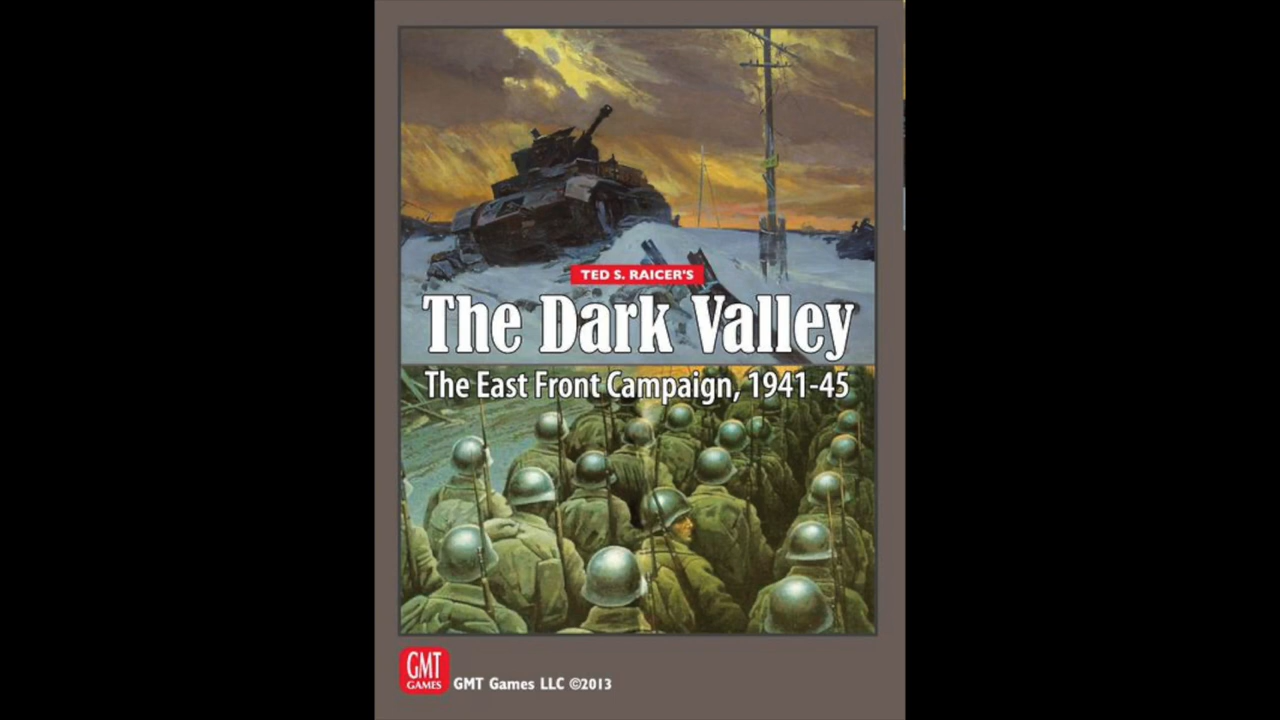 TED S. RAICER'S
The Dark Valley
The East Front Campaign, 1941-45
GMT
GAMES
GMT Games LLC ©2013